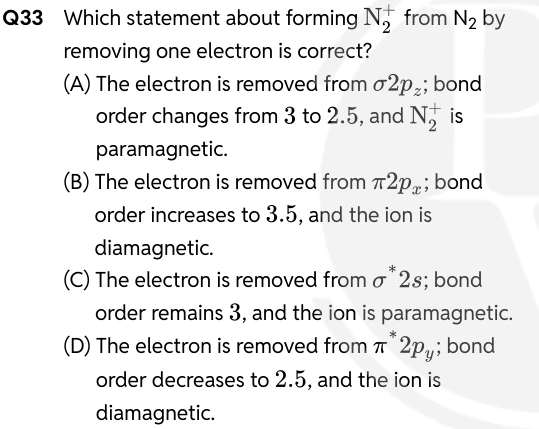 Q33 Which statement about forming N₂⁺ from N₂ by
removing one electron is correct?
(A) The electron is removed from σ2p_z; bond
order changes from 3 to 2.5, and N₂⁺ is
paramagnetic.
(B) The electron is removed from π2pₓ; bond
order increases to 3.5, and the ion is
diamagnetic.
(C) The electron is removed from σ*2s; bond
order remains 3, and the ion is paramagnetic.
(D) The electron is removed from π*2p_y; bond
order decreases to 2.5, and the ion is
diamagnetic.